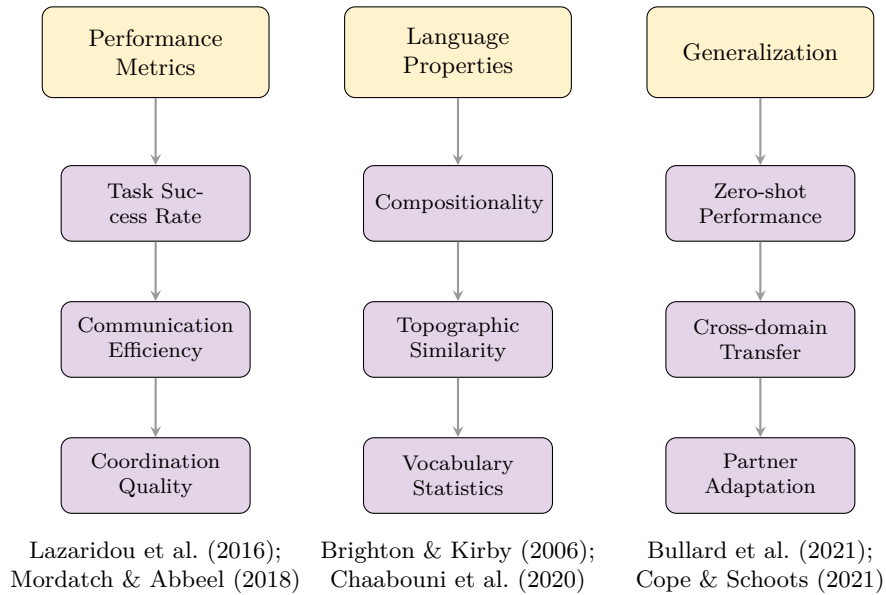 Performance
Metrics
Task Suc-
cess Rate
Communication
Efficiency
Coordination
Quality
Lazaridou et al. (2016);
Mordatch & Abbeel (2018)
Language
Properties
Compositionality
Topographic
Similarity
Vocabulary
Statistics
Brighton & Kirby (2006);
Chaabouni et al. (2020)
Generalization
Zero-shot
Performance
Cross-domain
Transfer
Partner
Adaptation
Bullard et al. (2021);
Cope & Schoots (2021)